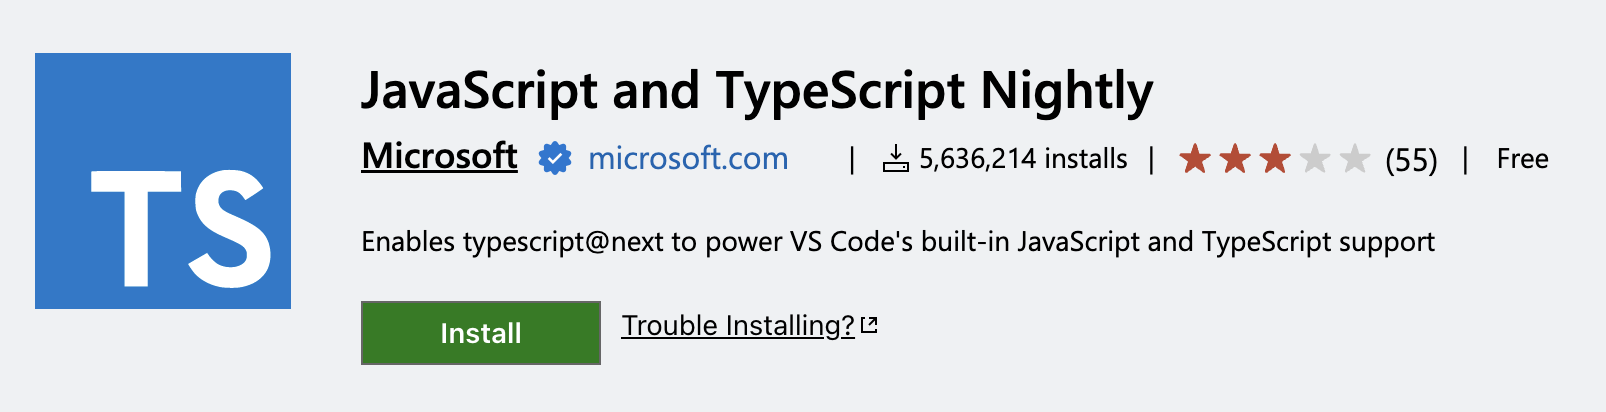 TS
JavaScript and TypeScript Nightly
Microsoft microsoft.com | 5,636,214 installs | (55) | Free
Enables typescript@next to power VS Code's built-in JavaScript and TypeScript support
Install Trouble Installing?